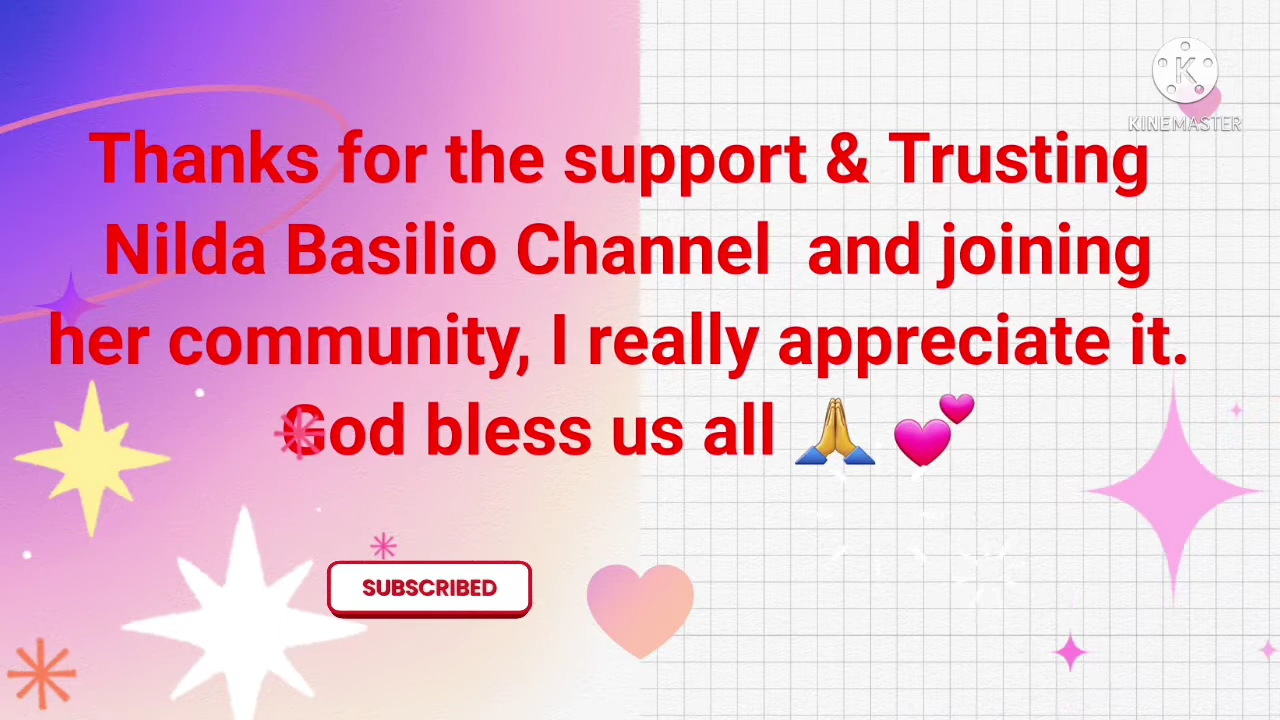 KINEMASTER
Thanks for the support & Trusting
Nilda Basilio Channel  and joining
her community, I really appreciate it.
God bless us all 🙏 💕
SUBSCRIBED